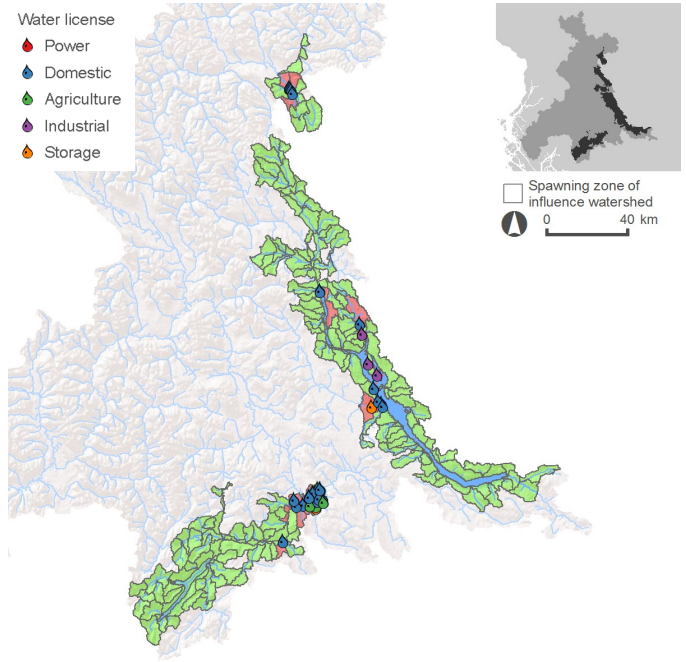 Water license
Power
Domestic
Agriculture
Industrial
Storage
Spawning zone of
influence watershed
0 40 km